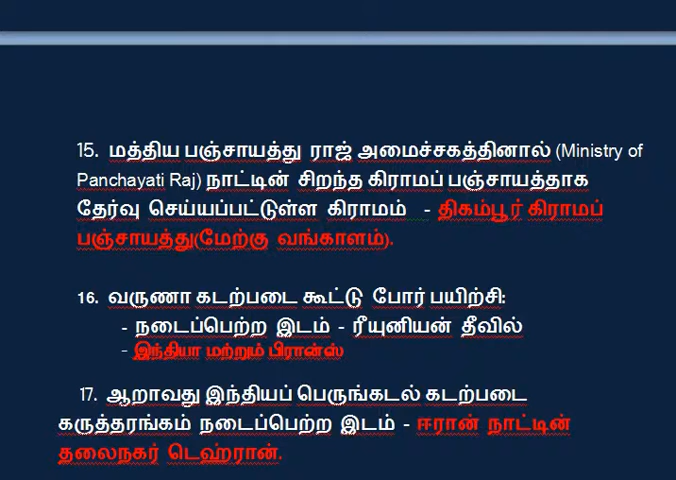 15. மத்திய பஞ்சாயத்து ராஜ் அமைச்சகத்தினால் (Ministry of
Panchayati Raj) நாட்டின் சிறந்த கிராமப் பஞ்சாயத்தாக
தேர்வு செய்யப்பட்டுள்ள கிராமம் - திகம்பூர் கிராமப்
பஞ்சாயத்து(மேற்கு வங்காளம்).
16. வருணா கடற்படை கூட்டு போர் பயிற்சி:
- நடைப்பெற்ற இடம் - ரீயுனியன் தீவில்
- இந்தியா மற்றும் பிரான்ஸ்
17. ஆறாவது இந்தியப் பெருங்கடல் கடற்படை
கருத்தரங்கம் நடைப்பெற்ற இடம் - ஈரான் நாட்டின்
தலைநகர் டெஹ்ரான்.